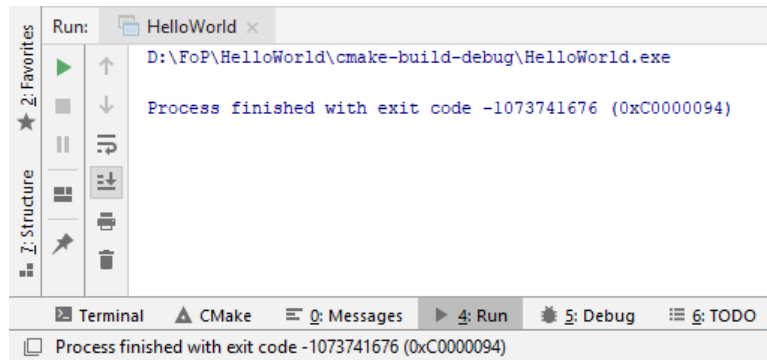 Run: HelloWorld ×
2: Favorites
7: Structure
D:\FoP\HelloWorld\cmake-build-debug\HelloWorld.exe
Process finished with exit code -1073741676 (0xC0000094)
Terminal CMake 0: Messages 4: Run 5: Debug 6: TODO
Process finished with exit code -1073741676 (0xC0000094)